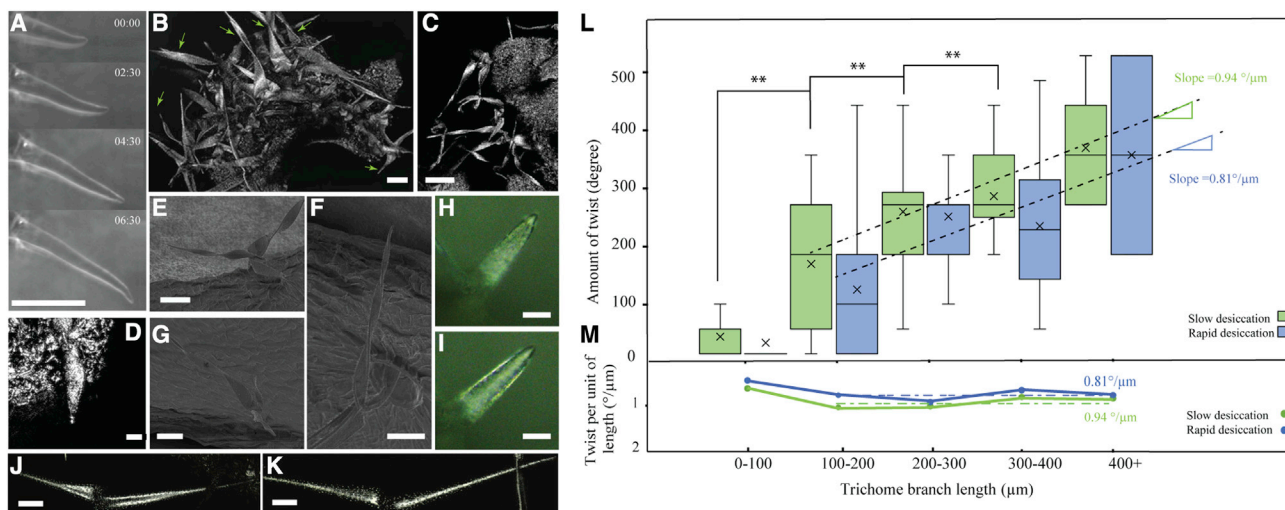 A
00:00
02:30
04:30
06:30
B
C
D
E
F
G
H
I
J
K
L
Amount of twist (degree)
500
400
300
200
100
0
**
**
**
Slope =0.94 °/µm
Slope =0.81°/µm
Slow desiccation
Rapid desiccation
M
Twist per unit of
length (°/µm)
1
2
0.81°/µm
0.94 °/µm
Slow desiccation
Rapid desiccation
0-100
100-200
200-300
300-400
400+
Trichome branch length (µm)